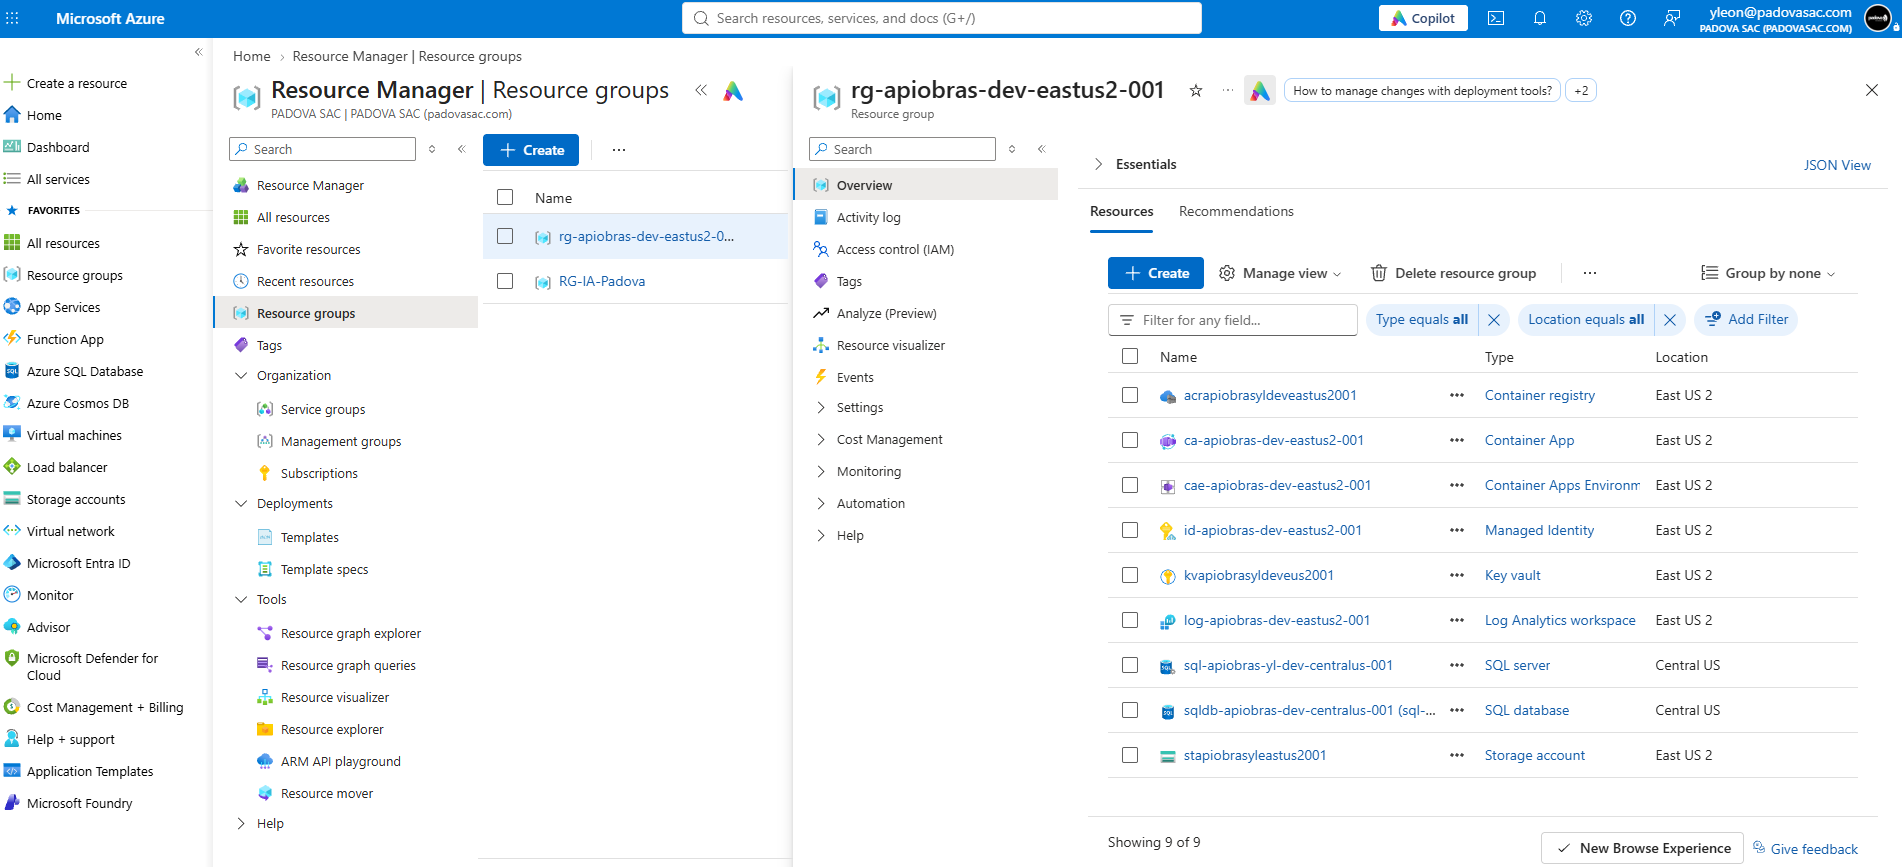 Microsoft Azure
Search resources, services, and docs (G+/)
Copilot
yleon@padovasac.com
PADOVA SAC (PADOVASAC.COM)
Create a resource
Home
Dashboard
All services
FAVORITES
All resources
Resource groups
App Services
Function App
Azure SQL Database
Azure Cosmos DB
Virtual machines
Load balancer
Storage accounts
Virtual network
Microsoft Entra ID
Monitor
Advisor
Microsoft Defender for
Cloud
Cost Management + Billing
Help + support
Application Templates
Microsoft Foundry
Home > Resource Manager | Resource groups
Resource Manager | Resource groups
PADOVA SAC | PADOVA SAC (padovasac.com)
Search
Resource Manager
All resources
Favorite resources
Recent resources
Resource groups
Tags
Organization
Service groups
Management groups
Subscriptions
Deployments
Templates
Template specs
Tools
Resource graph explorer
Resource graph queries
Resource visualizer
Resource explorer
ARM API playground
Resource mover
Help
Create
Name
rg-apiobras-dev-eastus2-0...
RG-IA-Padova
rg-apiobras-dev-eastus2-001
Resource group
How to manage changes with deployment tools?
+2
Search
Overview
Activity log
Access control (IAM)
Tags
Analyze (Preview)
Resource visualizer
Events
Settings
Cost Management
Monitoring
Automation
Help
Essentials
JSON View
Resources Recommendations
Create Manage view Delete resource group Group by none
Filter for any field... Type equals all Location equals all Add Filter
Name Type Location
acrapiobrasyldeveastus2001 Container registry East US 2
ca-apiobras-dev-eastus2-001 Container App East US 2
cae-apiobras-dev-eastus2-001 Container Apps Environm East US 2
id-apiobras-dev-eastus2-001 Managed Identity East US 2
kvapiobrasyldeveus2001 Key vault East US 2
log-apiobras-dev-eastus2-001 Log Analytics workspace East US 2
sql-apiobras-yl-dev-centralus-001 SQL server Central US
sqldb-apiobras-dev-centralus-001 (sql-... SQL database Central US
stapiobrasyleastus2001 Storage account East US 2
Showing 9 of 9
New Browse Experience
Give feedback